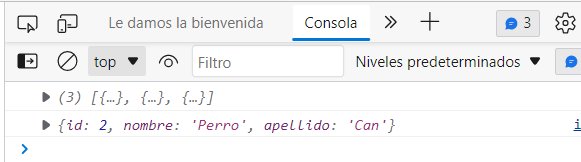 Le damos la bienvenida Consola 3
top Filtro Niveles predeterminados
(3) [{…}, {…}, {…}]
{id: 2, nombre: 'Perro', apellido: 'Can'} i